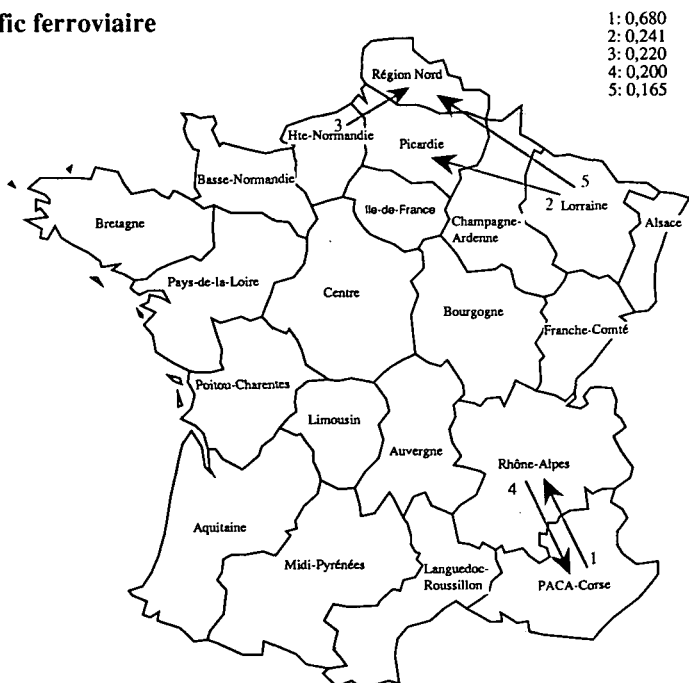 fic ferroviaire
1: 0,680
2: 0,241
3: 0,220
4: 0,200
5: 0,165
Région Nord
3
Hte-Normandie
Picardie
Basse-Normandie
5
Ile-de-France
2 Lorraine
Bretagne
Champagne-
Ardenne
Alsace
Pays-de-la-Loire
Centre
Bourgogne
Franche-Comté
Poitou-Charentes
Limousin
Auvergne
Rhône-Alpes
4
Aquitaine
Midi-Pyrénées
Languedoc-
Roussillon
1
PACA-Corse